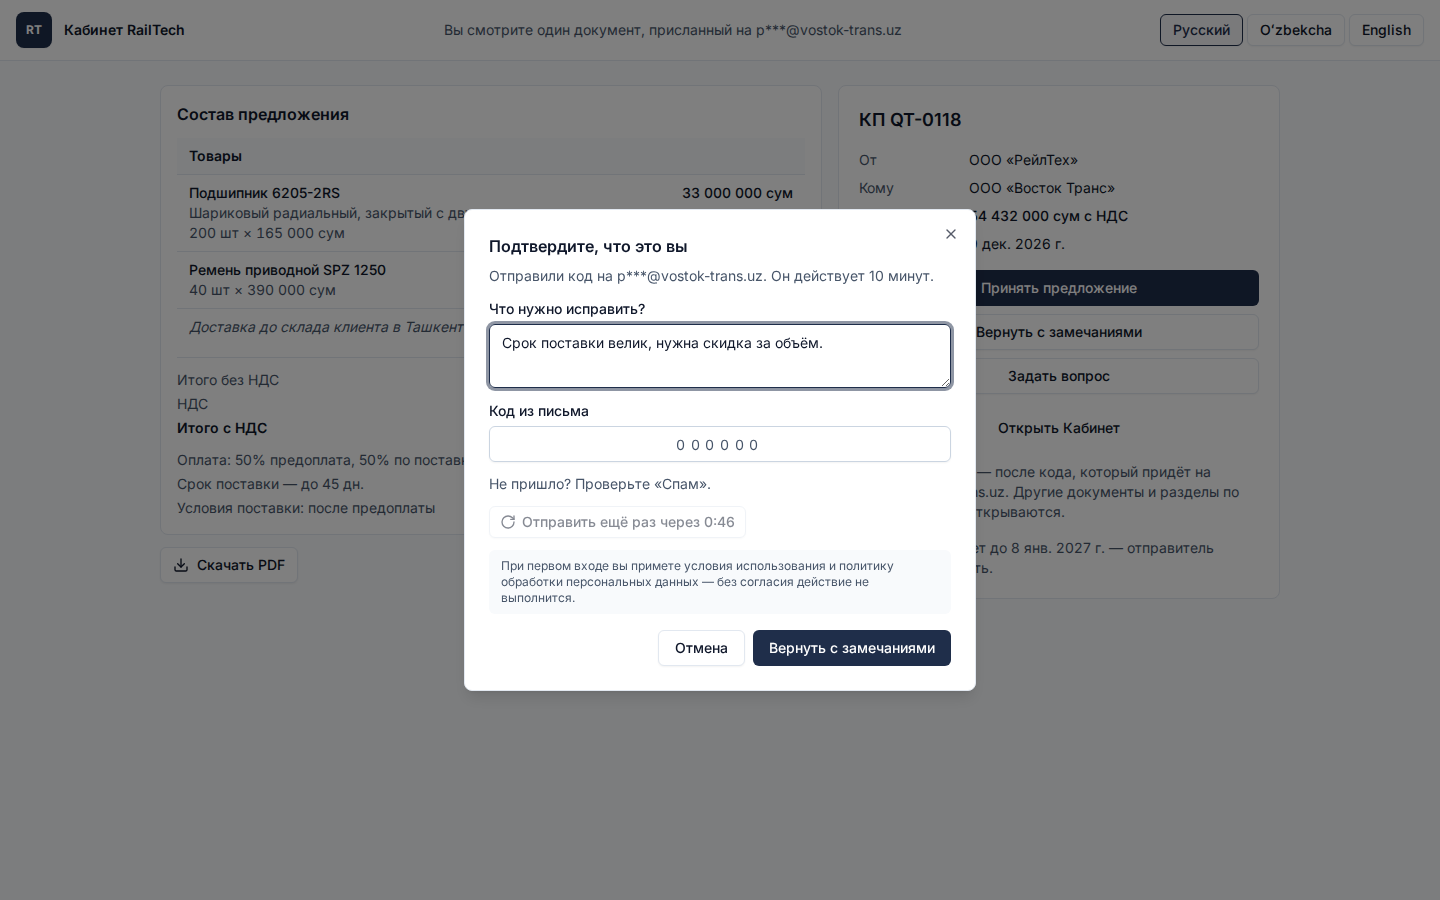 RT
Кабинет RailTech
Вы смотрите один документ, присланный на p***@vostok-trans.uz
Русский
Oʻzbekcha
English
Состав предложения
Товары
Подшипник 6205-2RS
33 000 000 сум
Шариковый радиальный, закрытый с
200 шт × 165 000 сум
Ремень приводной SPZ 1250
40 шт × 390 000 сум
Доставка до склада клиента в Ташкент
Итого без НДС
НДС
Итого с НДС
Оплата: 50% предоплата, 50% по
Срок поставки — до 45 дн.
Условия поставки: после предоплаты
Скачать PDF
КП QT-0118
От
ООО «РейлТех»
Кому
ООО «Восток Транс»
4 432 000 сум с НДС
дек. 2026 г.
Принять предложение
Вернуть с замечаниями
Задать вопрос
Открыть Кабинет
— после кода, который придёт на
s.uz. Другие документы и разделы по
до 8 янв. 2027 г. — отправитель
Подтвердите, что это вы
Отправили код на p***@vostok-trans.uz. Он действует 10 минут.
Что нужно исправить?
Срок поставки велик, нужна скидка за объём.
Код из письма
000000
Не пришло? Проверьте «Спам».
Отправить ещё раз через 0:46
При первом входе вы примете условия использования и политику
обработки персональных данных — без согласия действие не
выполнится.
Отмена
Вернуть с замечаниями